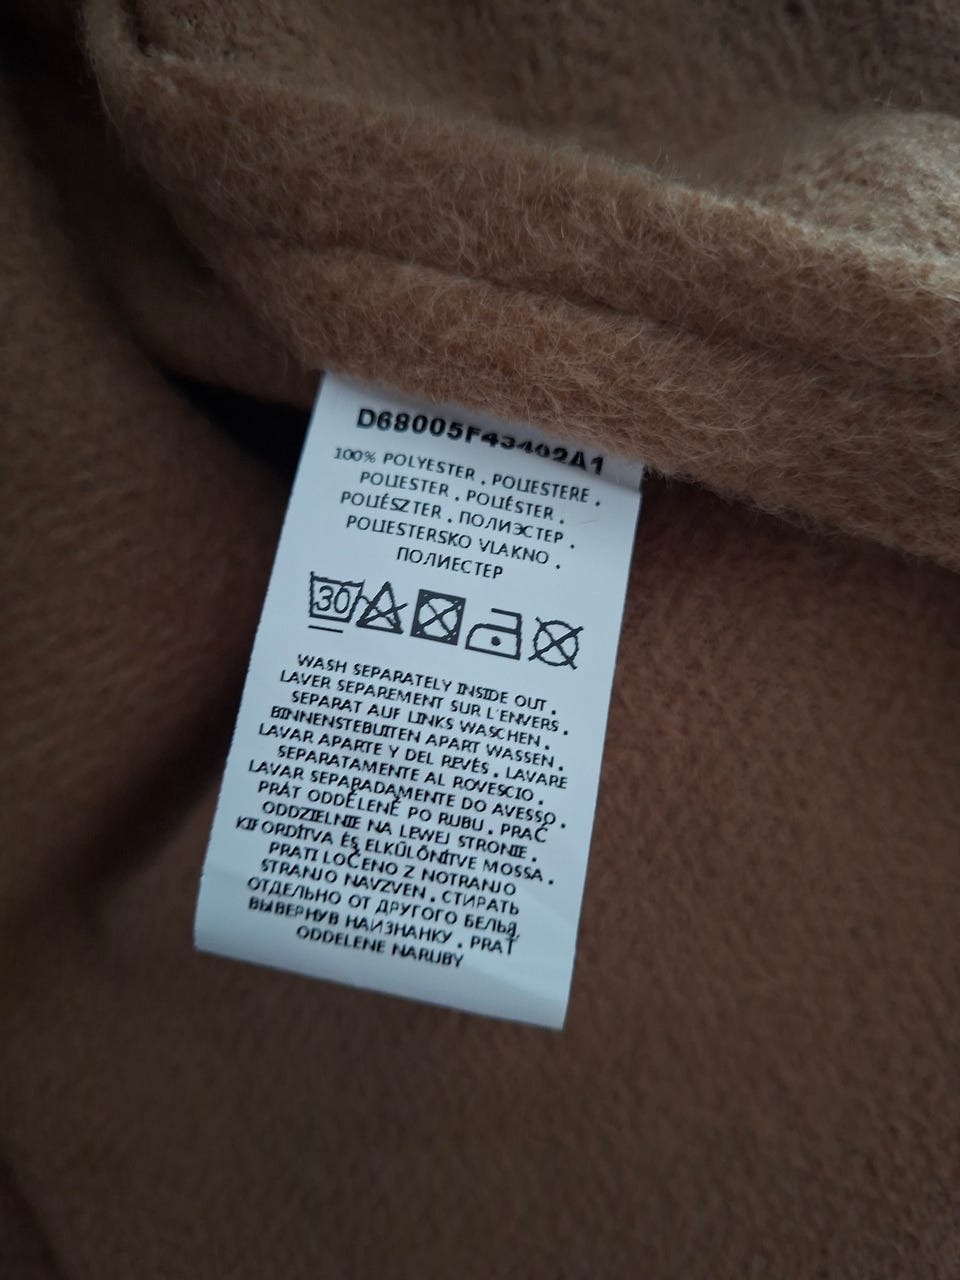 D68005F43402A1
100% POLYESTER . POLIESTERE .
POLIESTER . POLIÉSTER .
POLIÉSZTER . ПОЛИЭСТЕР .
POLIESTERSKO VLAKNO .
ПОЛИЕСТЕР
30
WASH SEPARATELY INSIDE OUT .
LAVER SEPAREMENT SUR L'ENVERS .
SEPARAT AUF LINKS WASCHEN .
BINNENSTEBUITEN APART WASSEN .
LAVAR APARTE Y DEL REVÉS . LAVARE
SEPARATAMENTE AL ROVESCIO .
LAVAR SEPARADAMENTE DO AVESSO .
PRÁT ODDĚLENĚ PO RUBU . PRAĆ
ODDZIELNIE NA LEWEJ STRONIE .
KIFORDÍTVA ÉS ELKÜLÖNÍTVE MOSSA .
PRATI LOČENO Z NOTRANJO
STRANJO NAVZVEN . СТИРАТЬ
ОТДЕЛЬНО ОТ ДРУГОГО БЕЛЬЯ,
ВЫВЕРНУВ НАИЗНАНКУ . PRAŤ
ODDELENE NARUBY